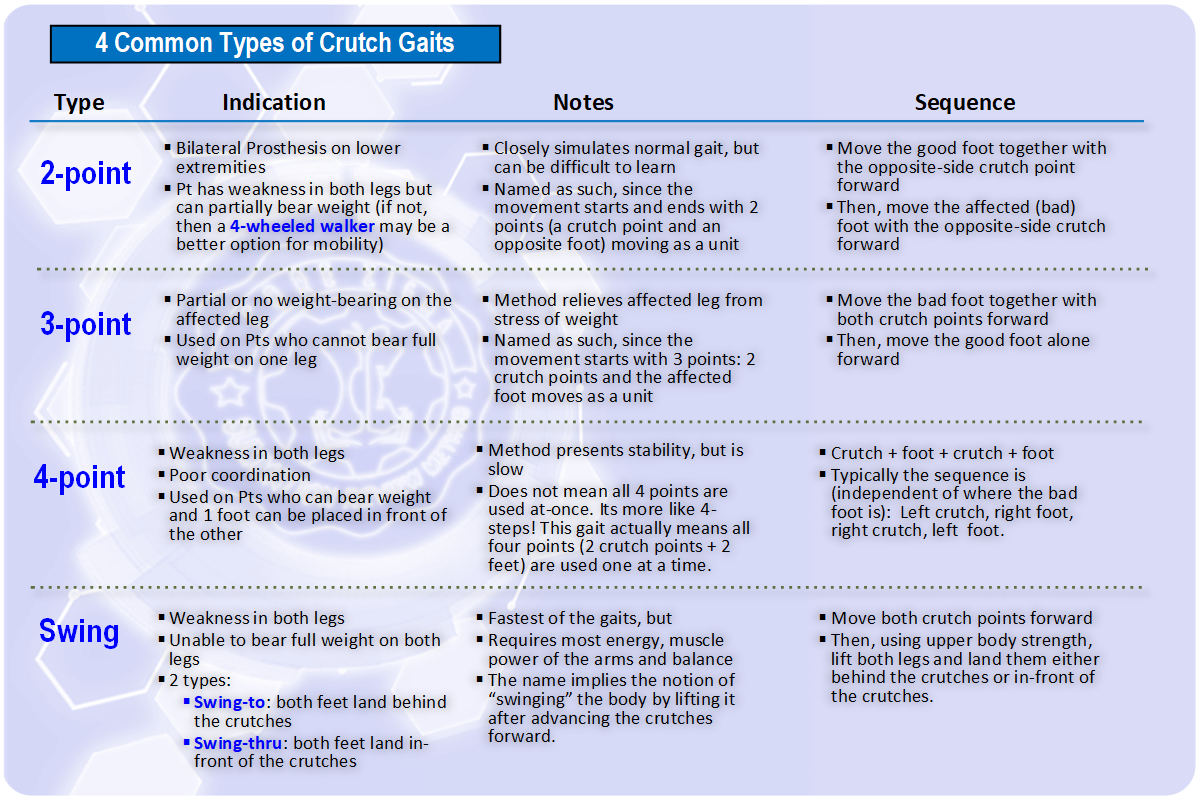 4 Common Types of Crutch Gaits
Type Indication Notes Sequence
2-point
▪ Bilateral Prosthesis on lower
extremities
▪ Pt has weakness in both legs but
can partially bear weight (if not,
then a 4-wheeled walker may be a
better option for mobility)
▪ Closely simulates normal gait, but
can be difficult to learn
▪ Named as such, since the
movement starts and ends with 2
points (a crutch point and an
opposite foot) moving as a unit
▪ Move the good foot together with
the opposite-side crutch point
forward
▪ Then, move the affected (bad)
foot with the opposite-side crutch
forward
3-point
▪ Partial or no weight-bearing on the
affected leg
▪ Used on Pts who cannot bear full
weight on one leg
▪ Method relieves affected leg from
stress of weight
▪ Named as such, since the
movement starts with 3 points: 2
crutch points and the affected
foot moves as a unit
▪ Move the bad foot together with
both crutch points forward
▪ Then, move the good foot alone
forward
4-point
▪ Weakness in both legs
▪ Poor coordination
▪ Used on Pts who can bear weight
and 1 foot can be placed in front of
the other
▪ Method presents stability, but is
slow
▪ Does not mean all 4 points are
used at-once. Its more like 4-
steps! This gait actually means all
four points (2 crutch points + 2
feet) are used one at a time.
▪ Crutch + foot + crutch + foot
▪ Typically the sequence is
(independent of where the bad
foot is): Left crutch, right foot,
right crutch, left foot.
Swing
▪ Weakness in both legs
▪ Unable to bear full weight on both
legs
▪ 2 types:
▪ Swing-to: both feet land behind
the crutches
▪ Swing-thru: both feet land in-
front of the crutches
▪ Fastest of the gaits, but
▪ Requires most energy, muscle
power of the arms and balance
▪ The name implies the notion of
“swinging” the body by lifting it
after advancing the crutches
forward.
▪ Move both crutch points forward
▪ Then, using upper body strength,
lift both legs and land them either
behind the crutches or in-front of
the crutches.